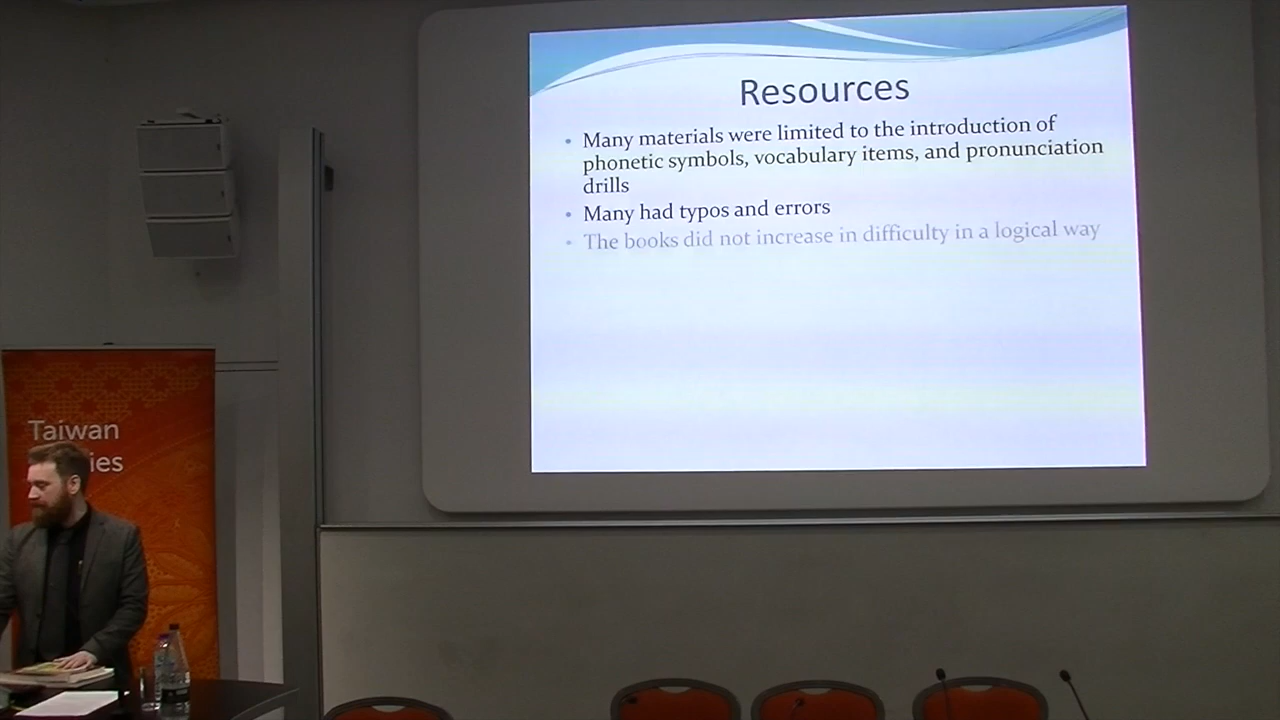 Resources
• Many materials were limited to the introduction of
phonetic symbols, vocabulary items, and pronunciation
drills
• Many had typos and errors
• The books did not increase in difficulty in a logical way
Taiwan
ies